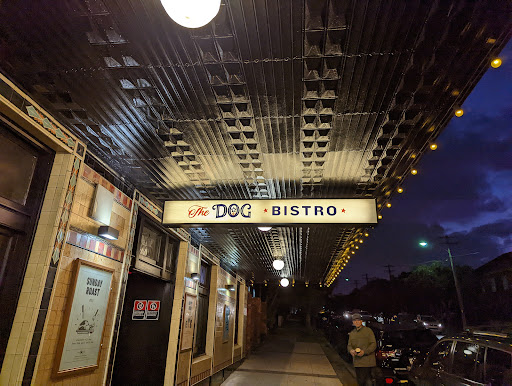 The DOG ★ BISTRO ★
SUNDAY
ROAST